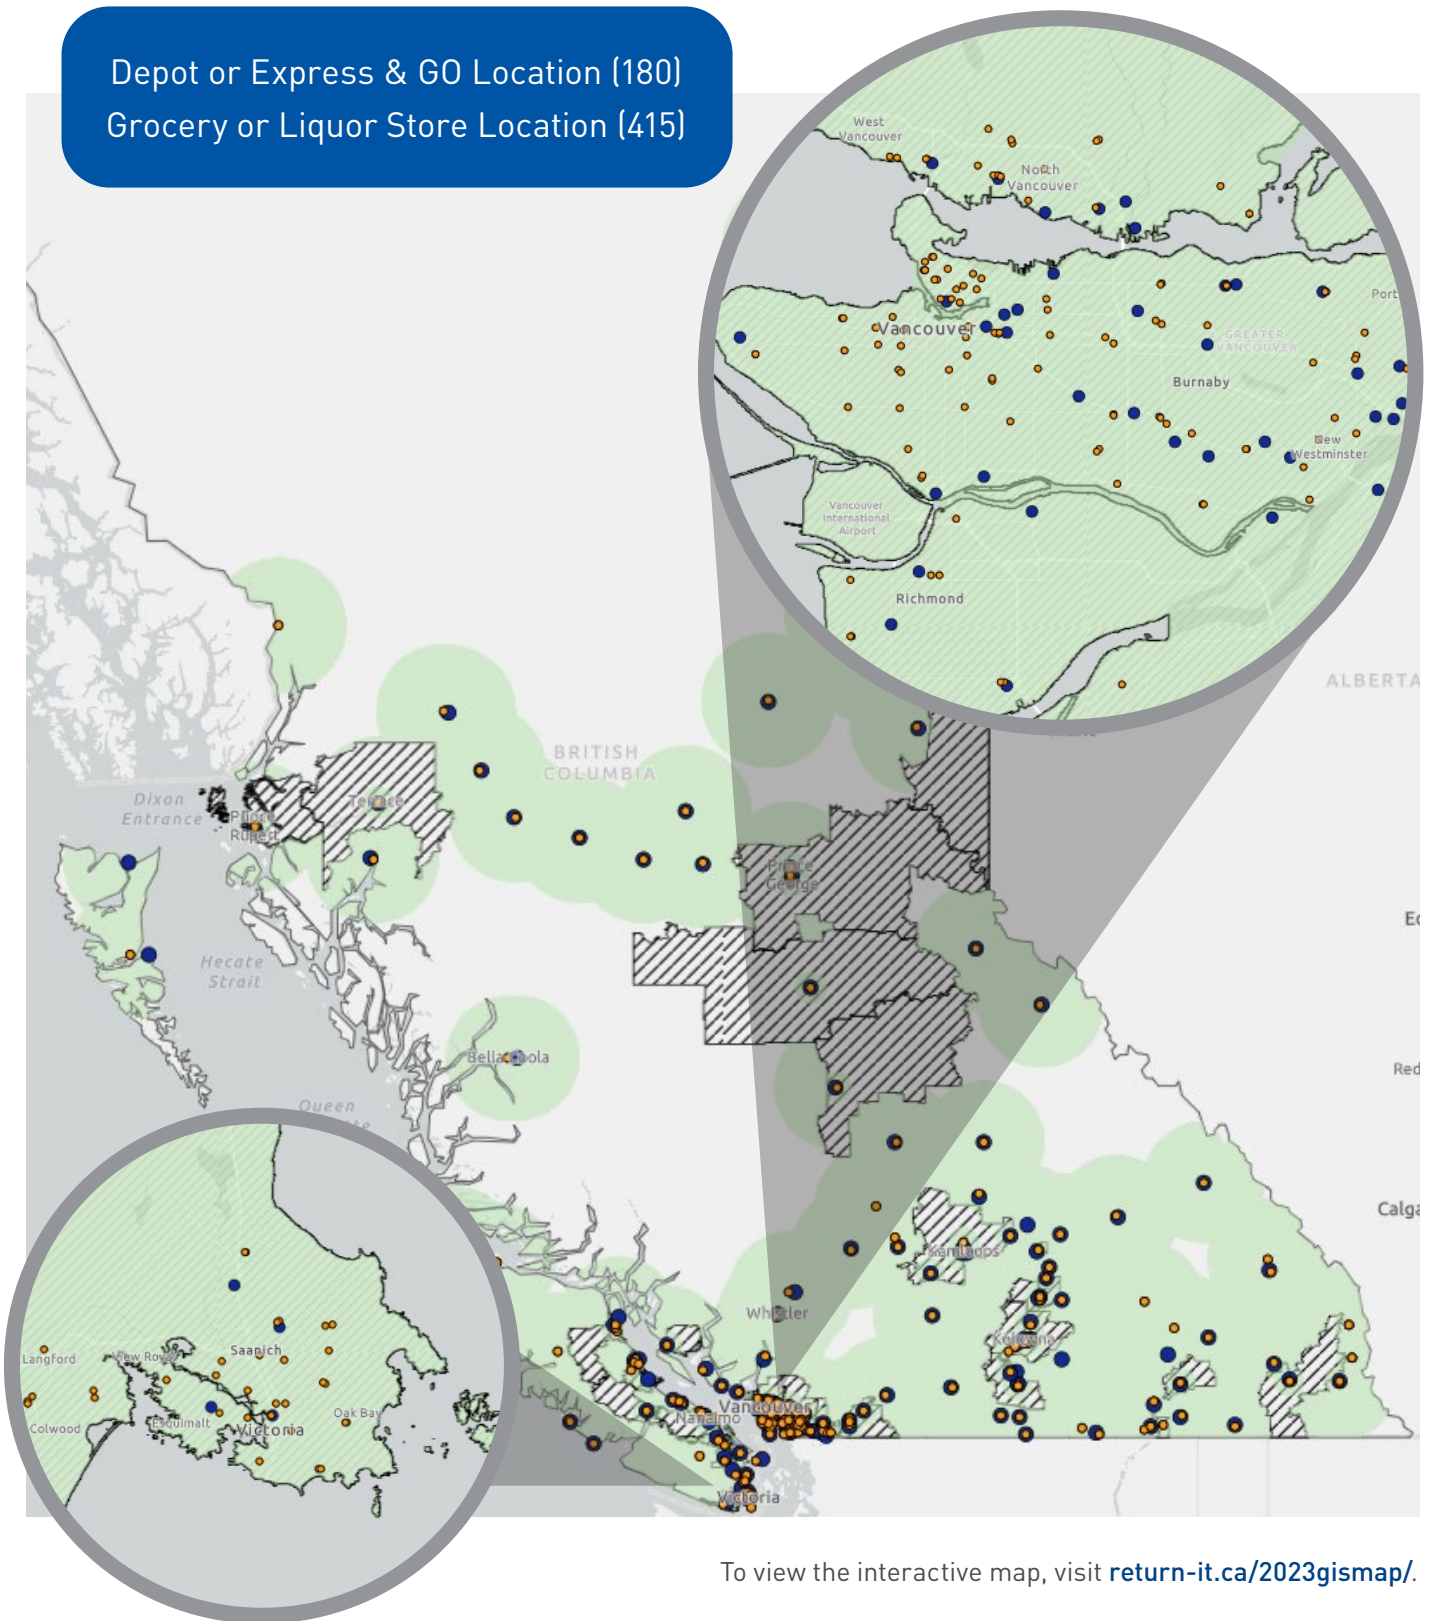 Depot or Express & GO Location (180)
Grocery or Liquor Store Location (415)
West
Vancouver
North
Vancouver
Vancouver
Port
GREATER
VANCOUVER
Burnaby
New
Westminster
Vancouver
International
Airport
Richmond
ALBERTA
BRITISH
COLUMBIA
Dixon
Entrance
Terrace
Prince
Rupert
Prince
George
Hecate
Strait
Bella Coola
Queen
Red
Calga
Kamloops
Whistler
Kelowna
Vancouver
Nanaimo
Victoria
Langford
View Royal
Saanich
Colwood
Esquimalt
Victoria
Oak Bay
To view the interactive map, visit return-it.ca/2023gismap/.